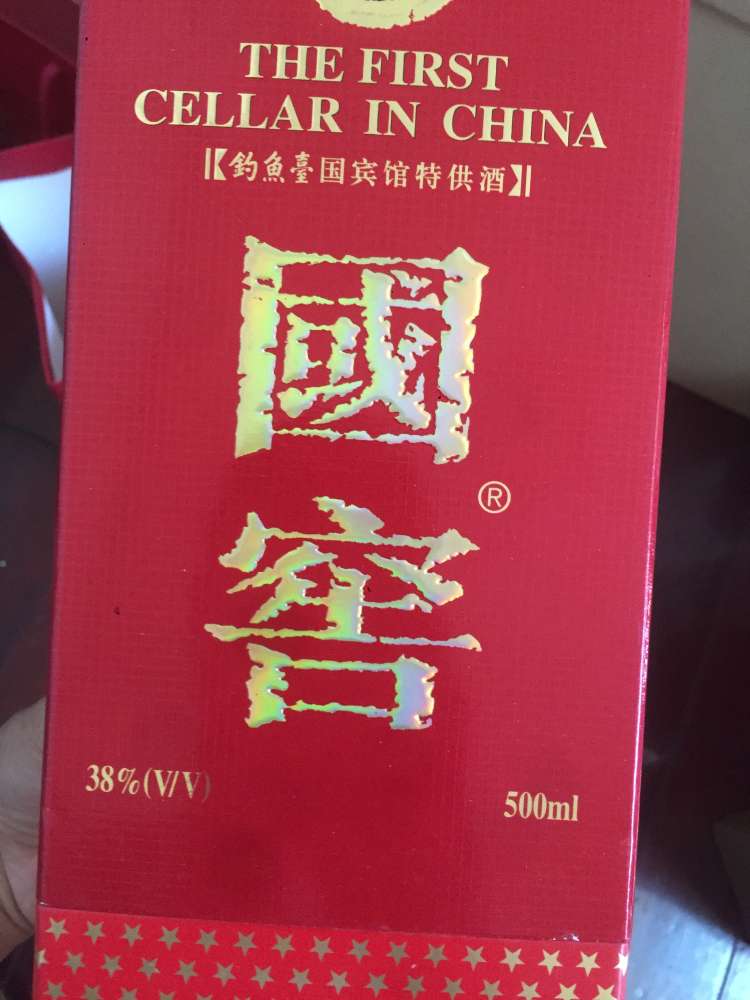 THE FIRST
CELLAR IN CHINA
【釣魚臺国宾馆特供酒】
國
窖
®
38%(V/V)
500ml